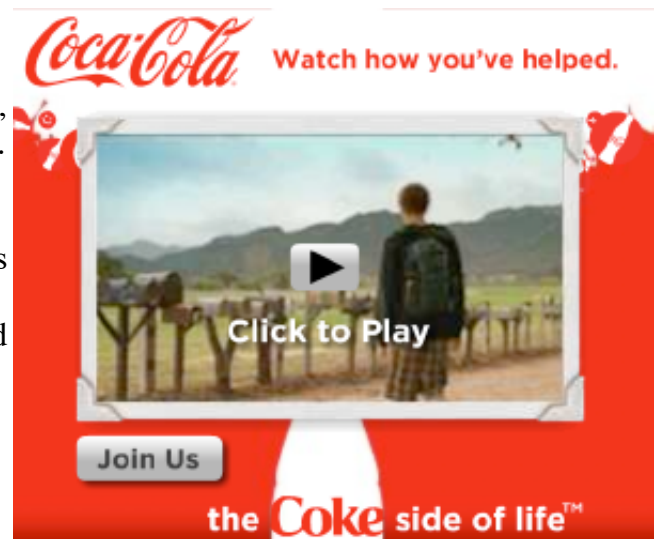 Coca-Cola
Watch how you've helped.
,
.
s
d
Click to Play
Join Us
the Coke side of life™